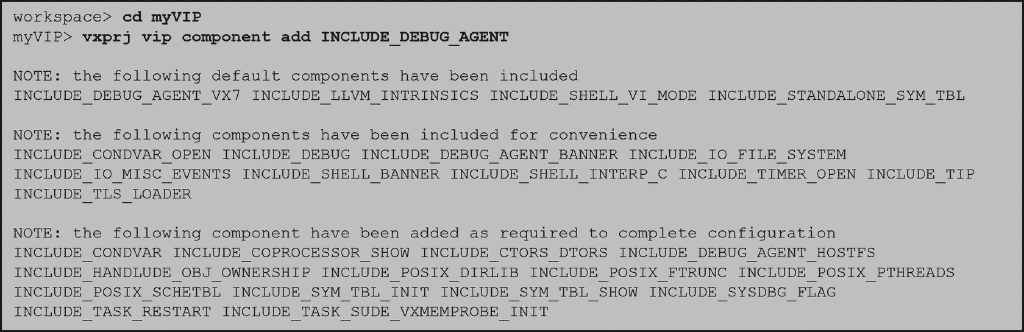 workspace> cd myVIP
myVIP> vxprj vip component add INCLUDE_DEBUG_AGENT
NOTE: the following default components have been included
INCLUDE_DEBUG_AGENT_VX7 INCLUDE_LLVM_INTRINSICS INCLUDE_SHELL_VI_MODE INCLUDE_STANDALONE_SYM_TBL
NOTE: the following components have been included for convenience
INCLUDE_CONDVAR_OPEN INCLUDE_DEBUG INCLUDE_DEBUG_AGENT_BANNER INCLUDE_IO_FILE_SYSTEM
INCLUDE_IO_MISC_EVENTS INCLUDE_SHELL_BANNER INCLUDE_SHELL_INTERP_C INCLUDE_TIMER_OPEN INCLUDE_TIP
INCLUDE_TLS_LOADER
NOTE: the following component have been added as required to complete configuration
INCLUDE_CONDVAR INCLUDE_COPROCESSOR_SHOW INCLUDE_CTORS_DTORS INCLUDE_DEBUG_AGENT_HOSTFS
INCLUDE_HANDLUDE_OBJ_OWNERSHIP INCLUDE_POSIX_DIRLIB INCLUDE_POSIX_FTRUNC INCLUDE_POSIX_PTHREADS
INCLUDE_POSIX_SCHETBL INCLUDE_SYM_TBL_INIT INCLUDE_SYM_TBL_SHOW INCLUDE_SYSDBG_FLAG
INCLUDE_TASK_RESTART INCLUDE_TASK_SUDE_VXMEMPROBE_INIT